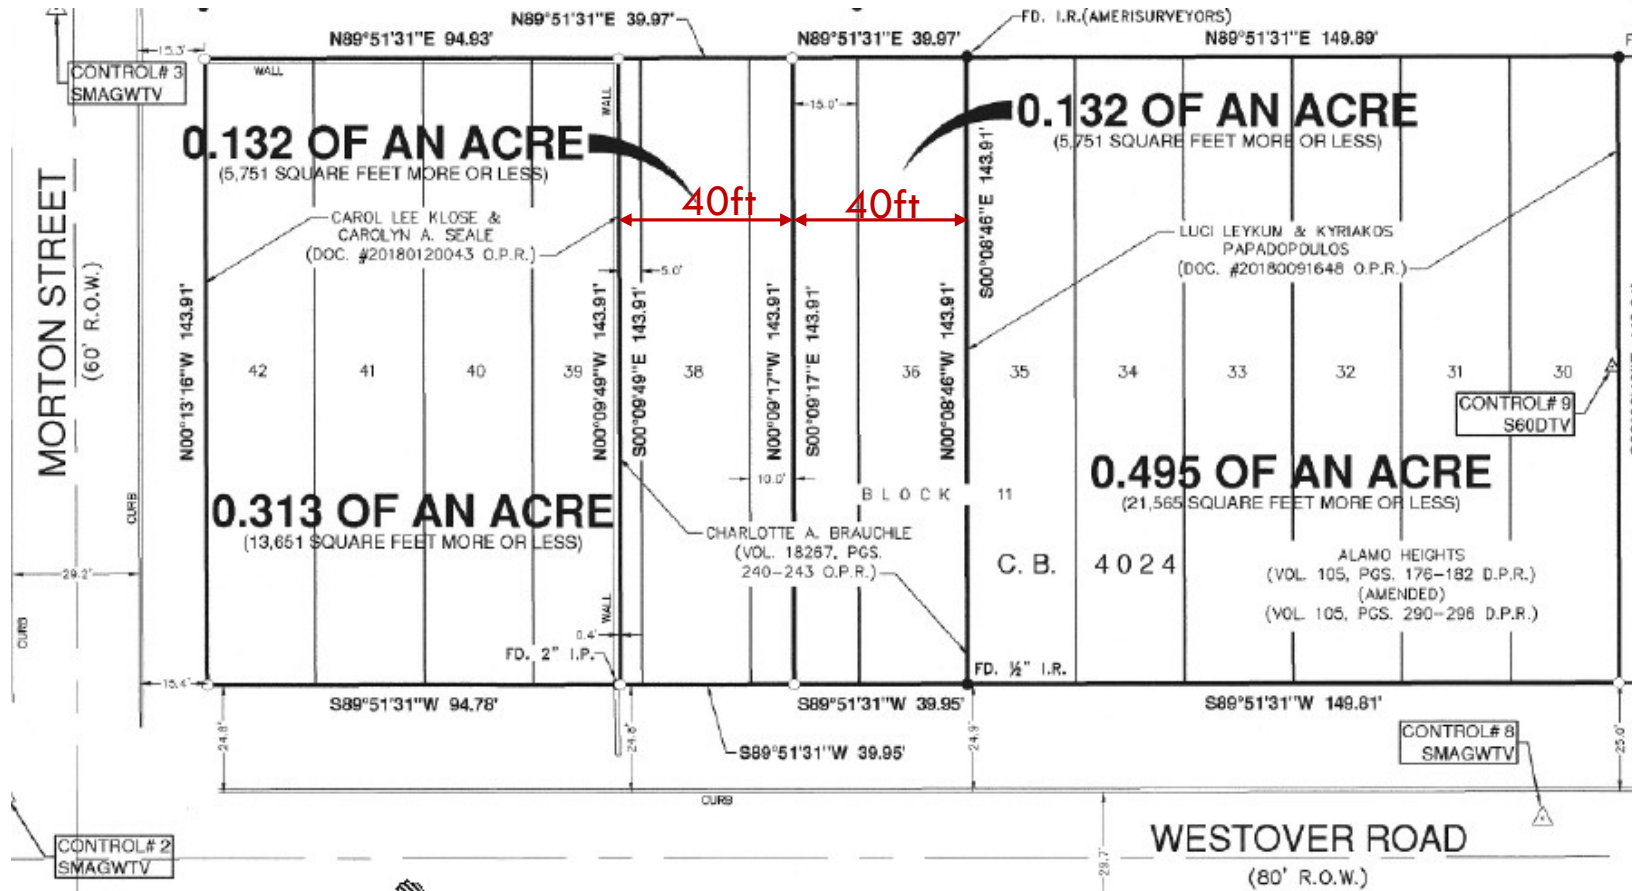 N89°51'31"E 39.97'
FD. I.R.(AMERISURVEYORS)
N89°51'31"E 94.93'
N89°51'31"E 39.97'
N89°51'31"E 149.89'
15.3'
CONTROL# 3
SMAGWTV
WALL
WALL
15.0'
0.132 OF AN ACRE
(5,751 SQUARE FEET MORE OR LESS)
0.132 OF AN ACRE
(5,751 SQUARE FEET MORE OR LESS)
40ft
40ft
CAROL LEE KLOSE &
CAROLYN A. SEALE
(DOC. #20180120043 O.P.R.)
LUCI LEYKUM & KYRIAKOS
PAPADOPOULOS
(DOC. #20180091648 O.P.R.)
5.0'
MORTON STREET
(60' R.O.W.)
N00°13'16"W 143.91'
N00°09'49"W 143.91'
S00°09'49"E 143.91'
N00°09'17"W 143.91'
S00°09'17"E 143.91'
N00°08'46"W 143.91'
S00°08'46"E 143.91'
42
41
40
39
38
36
35
34
33
32
31
30
CONTROL# 9
S60DTV
10.0'
BLOCK 11
0.313 OF AN ACRE
(13,651 SQUARE FEET MORE OR LESS)
0.495 OF AN ACRE
(21,565 SQUARE FEET MORE OR LESS)
CURB
CHARLOTTE A. BRAUCHLE
(VOL. 18267, PGS.
240-243 O.P.R.)
C.B. 4024
ALAMO HEIGHTS
(VOL. 105, PGS. 176-182 D.P.R.)
(AMENDED)
(VOL. 105, PGS. 290-296 D.P.R.)
29.2'
CURB
WALL
0.4'
FD. 2" I.P.
FD. ½" I.R.
15.4'
S89°51'31"W 94.78'
S89°51'31"W 39.95'
S89°51'31"W 149.81'
24.8'
24.8'
24.9'
25.0'
S89°51'31"W 39.95'
CONTROL# 8
SMAGWTV
CURB
CONTROL# 2
SMAGWTV
29.7'
WESTOVER ROAD
(80' R.O.W.)